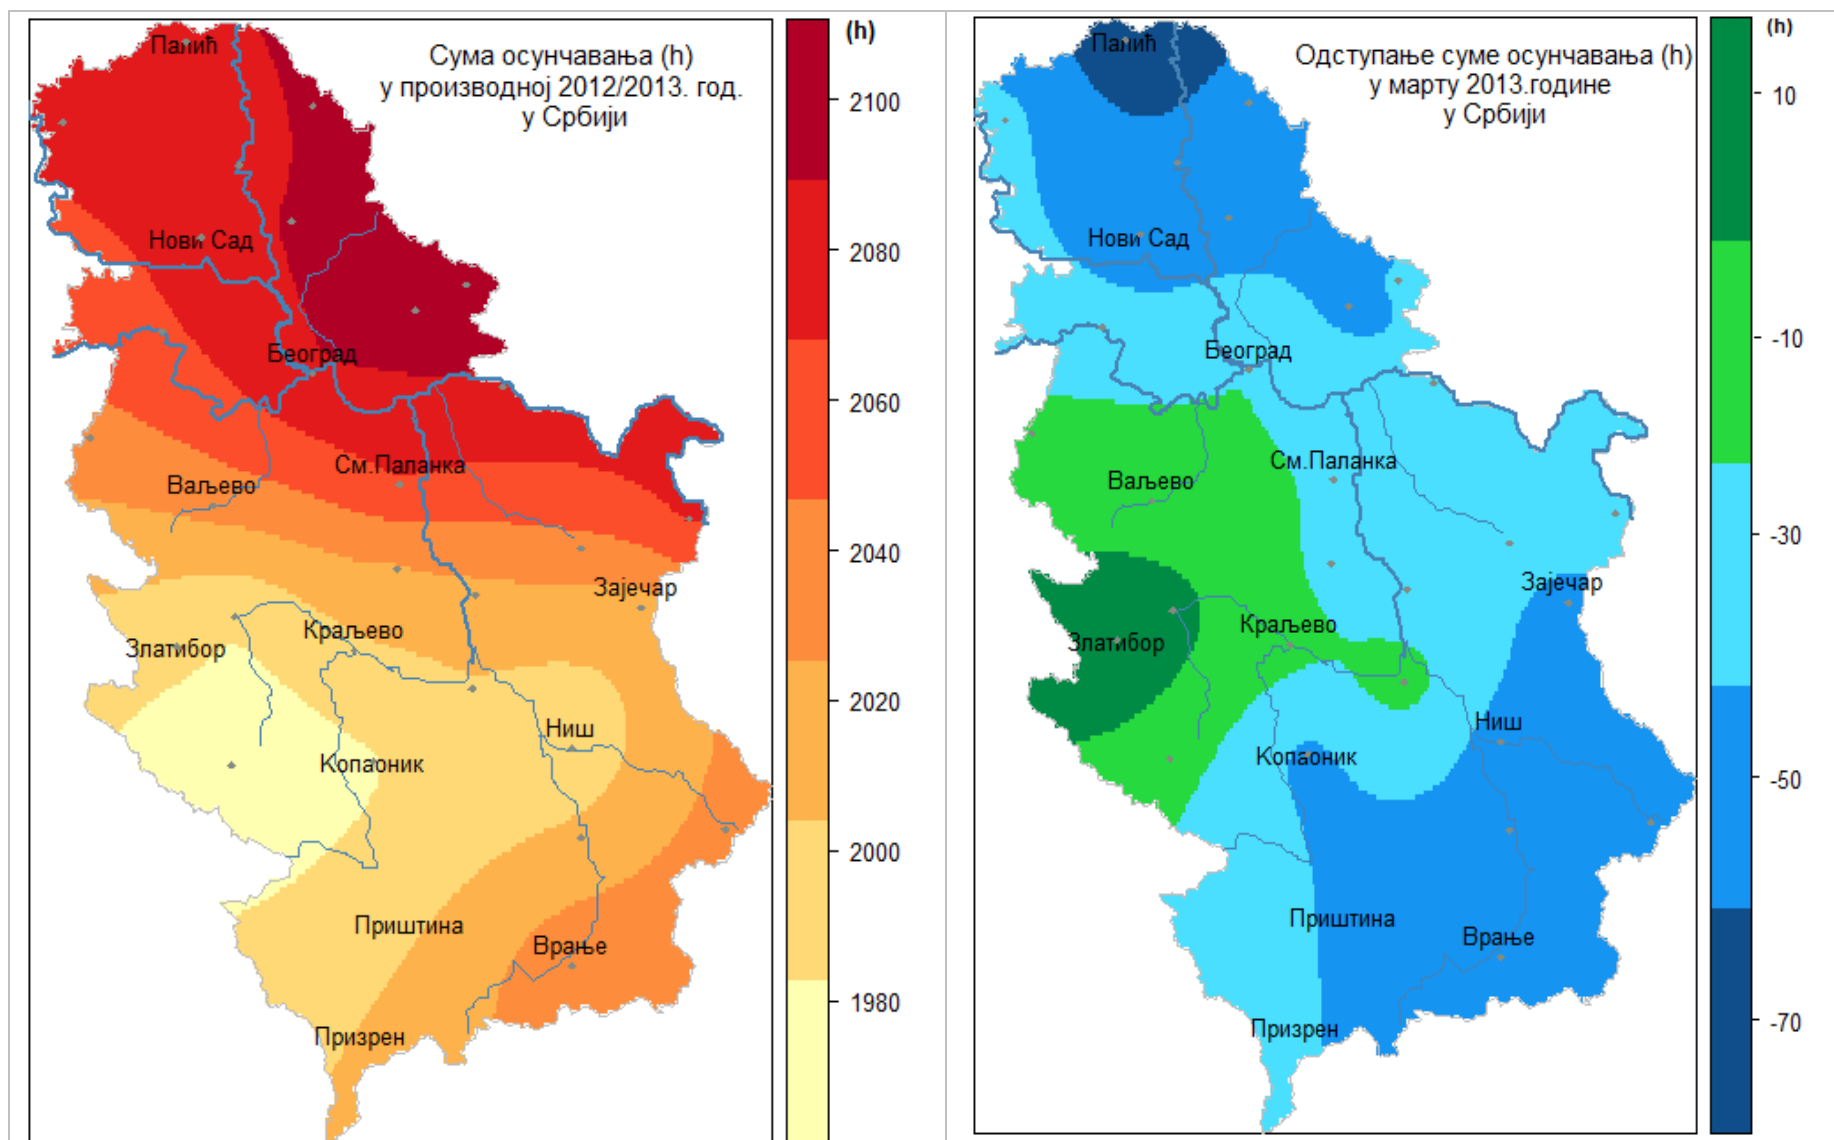 Сума осунчавања (h)
у производној 2012/2013. год.
у Србији
(h)
2100
2080
2060
2040
2020
2000
1980
Палић
Нови Сад
Београд
См.Паланка
Ваљево
Зајечар
Краљево
Златибор
Ниш
Копаоник
Приштина
Врање
Призрен
Одступање суме осунчавања (h)
у марту 2013.године
у Србији
(h)
10
-10
-30
-50
-70
Палић
Нови Сад
Београд
См.Паланка
Ваљево
Зајечар
Краљево
Златибор
Ниш
Копаоник
Приштина
Врање
Призрен